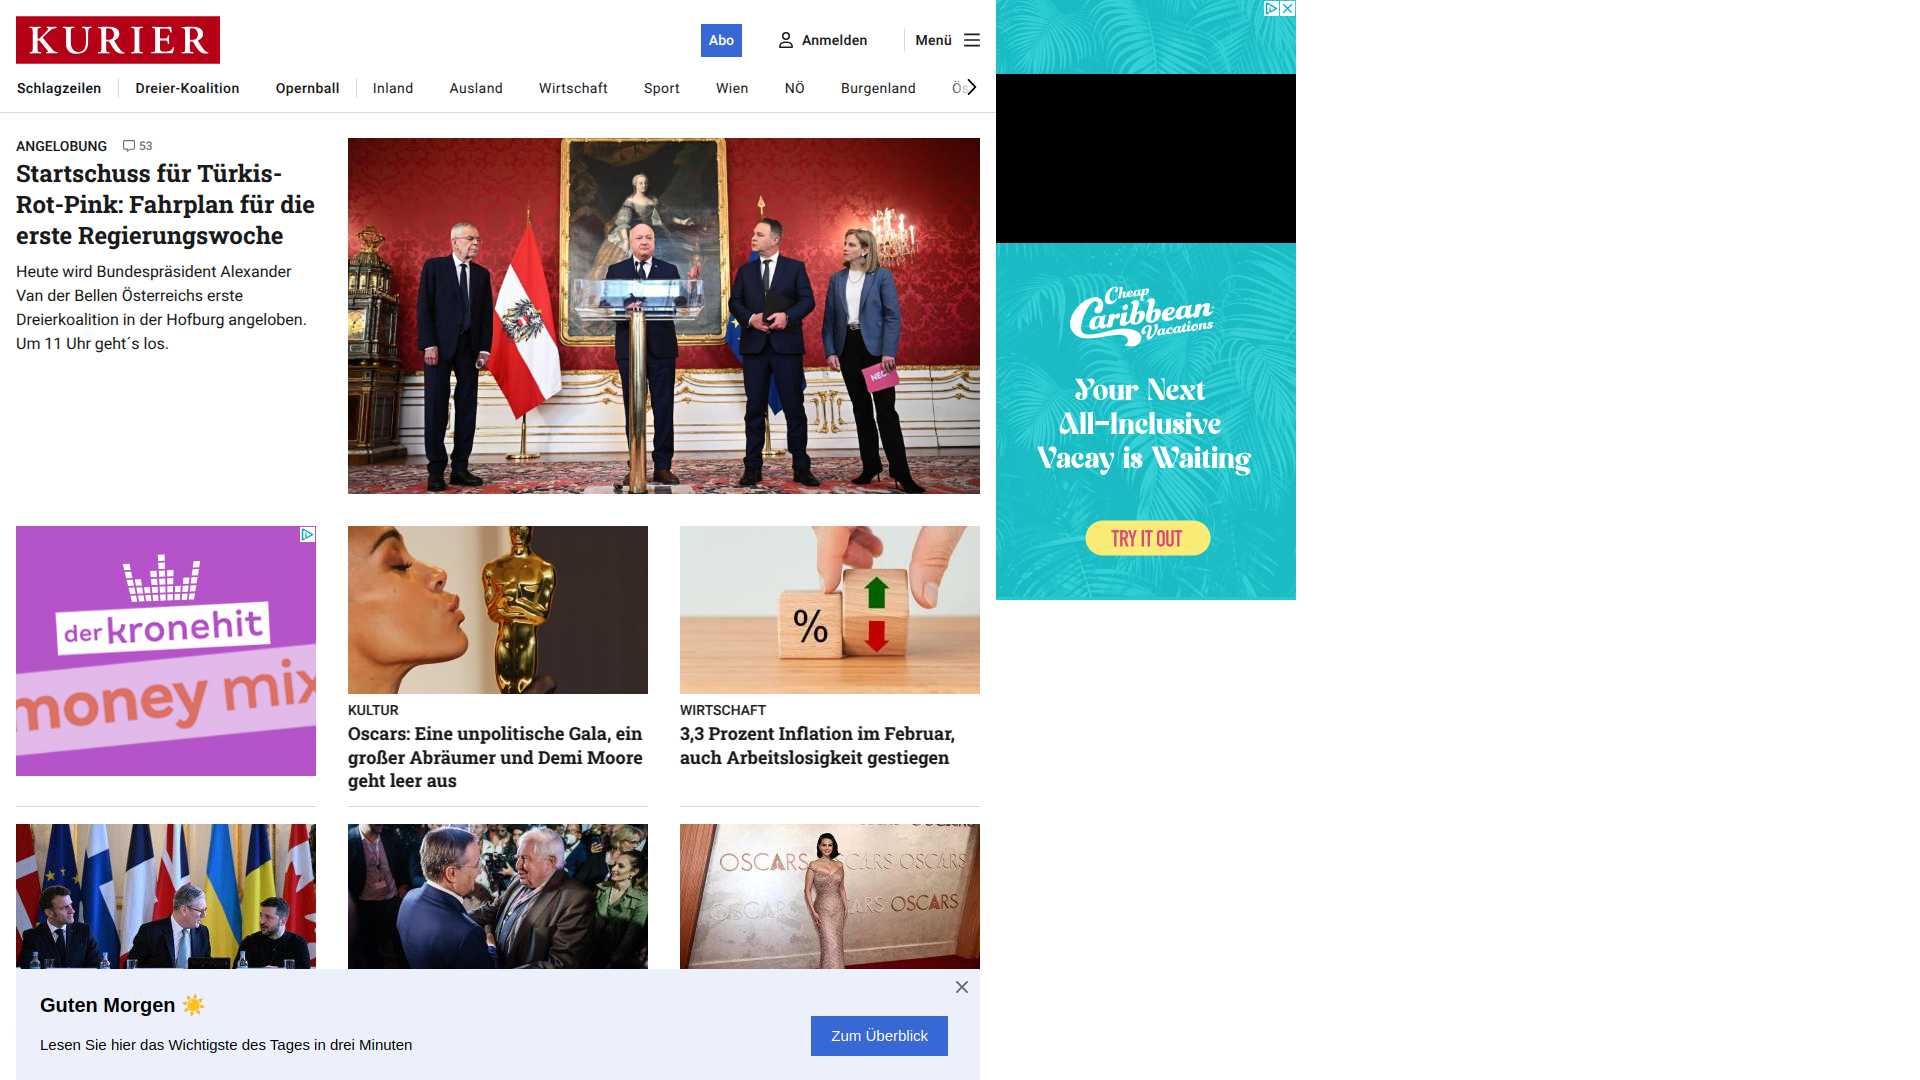 KURIER
Abo
Anmelden
Menü
Schlagzeilen
Dreier-Koalition
Opernball
Inland
Ausland
Wirtschaft
Sport
Wien
NÖ
Burgenland
ANGELOBUNG 53
Startschuss für Türkis-
Rot-Pink: Fahrplan für die
erste Regierungswoche
Heute wird Bundespräsident Alexander
Van der Bellen Österreichs erste
Dreierkoalition in der Hofburg angeloben.
Um 11 Uhr geht´s los.
NEOS
Cheap
Caribbean
Vacations
Your Next
All-Inclusive
Vacay is Waiting
TRY IT OUT
der kronehit
money mix
%
KULTUR
Oscars: Eine unpolitische Gala, ein
großer Abräumer und Demi Moore
geht leer aus
WIRTSCHAFT
3,3 Prozent Inflation im Februar,
auch Arbeitslosigkeit gestiegen
OSCARS OSCARS OSCARS
OSCARS OSCARS OSCARS
Guten Morgen ☀️
Lesen Sie hier das Wichtigste des Tages in drei Minuten
Zum Überblick